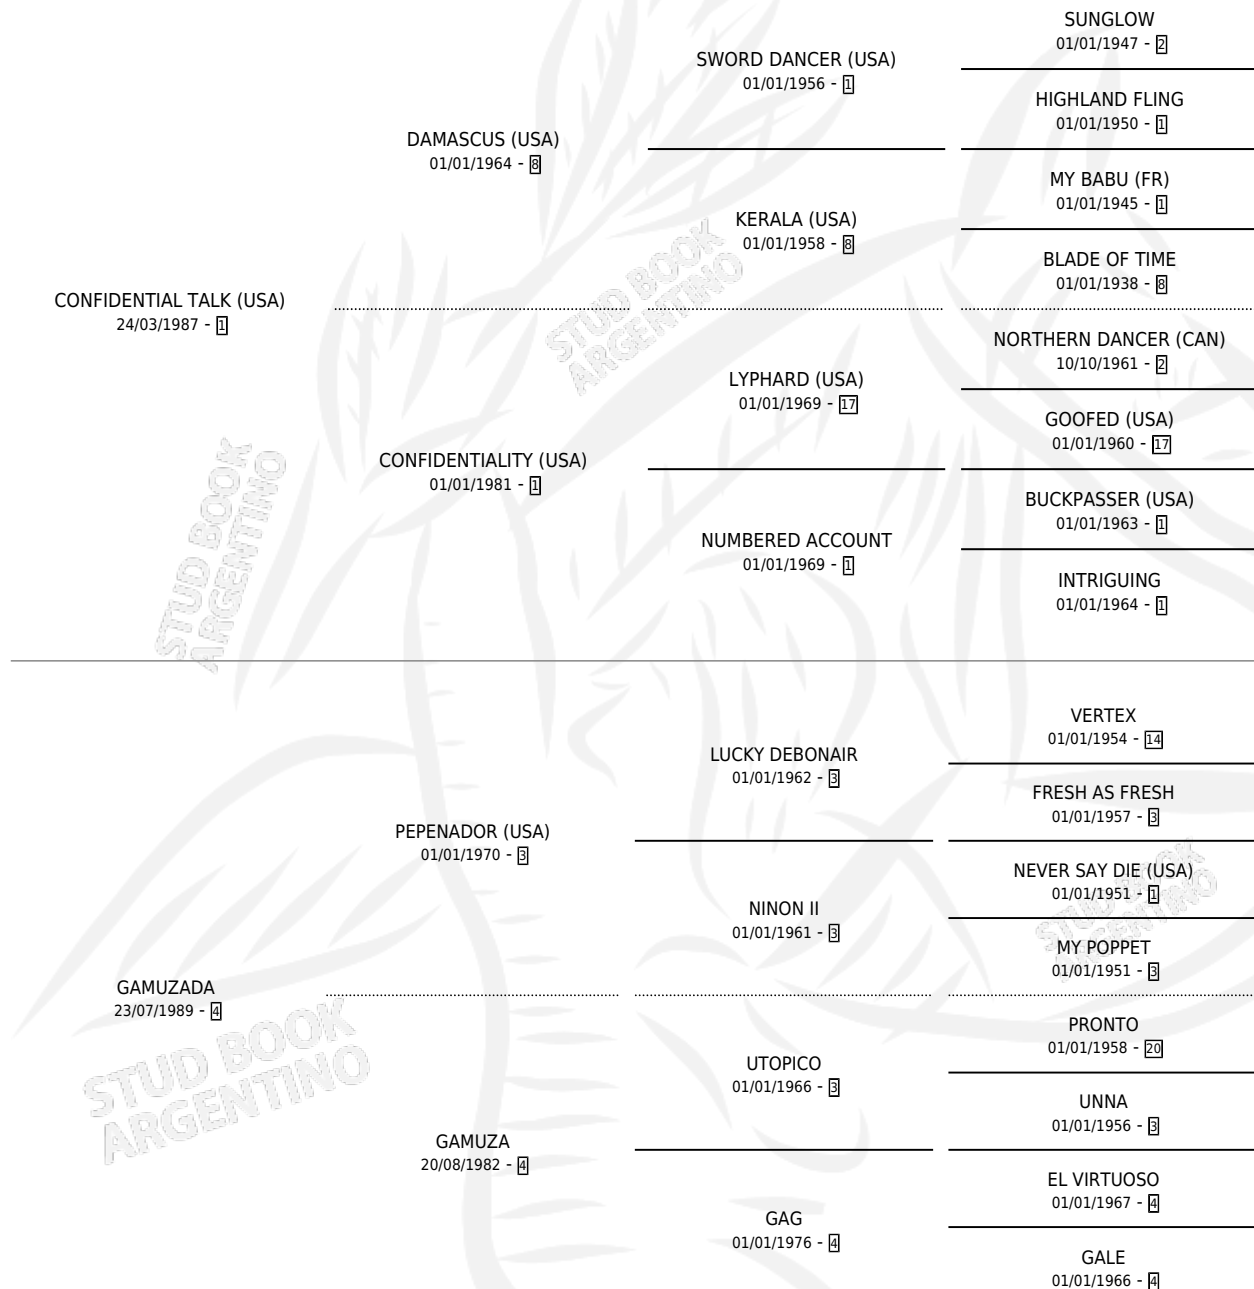 SUNGLOW
01/01/1947 - 2
SWORD DANCER (USA)
01/01/1956 - 1
HIGHLAND FLING
01/01/1950 - 1
DAMASCUS (USA)
01/01/1964 - 8
MY BABU (FR)
01/01/1945 - 1
KERALA (USA)
01/01/1958 - 8
BLADE OF TIME
01/01/1938 - 8
CONFIDENTIAL TALK (USA)
24/03/1987 - 1
NORTHERN DANCER (CAN)
10/10/1961 - 2
LYPHARD (USA)
01/01/1969 - 17
GOOFED (USA)
01/01/1960 - 17
CONFIDENTIALITY (USA)
01/01/1981 - 1
BUCKPASSER (USA)
01/01/1963 - 1
NUMBERED ACCOUNT
01/01/1969 - 1
INTRIGUING
01/01/1964 - 1
VERTEX
01/01/1954 - 14
LUCKY DEBONAIR
01/01/1962 - 3
FRESH AS FRESH
01/01/1957 - 3
PEPENADOR (USA)
01/01/1970 - 3
NEVER SAY DIE (USA)
01/01/1951 - 1
NINON II
01/01/1961 - 3
MY POPPET
01/01/1951 - 3
GAMUZADA
23/07/1989 - 4
PRONTO
01/01/1958 - 20
UTOPICO
01/01/1966 - 3
UNNA
01/01/1956 - 3
GAMUZA
20/08/1982 - 4
EL VIRTUOSO
01/01/1967 - 4
GAG
01/01/1976 - 4
GALE
01/01/1966 - 4
STUD BOOK
ARGENTINO
STUD BOOK
ARGENTINO
STUD BOOK
ARGENTINO
STUD BOOK
ARGENTINO